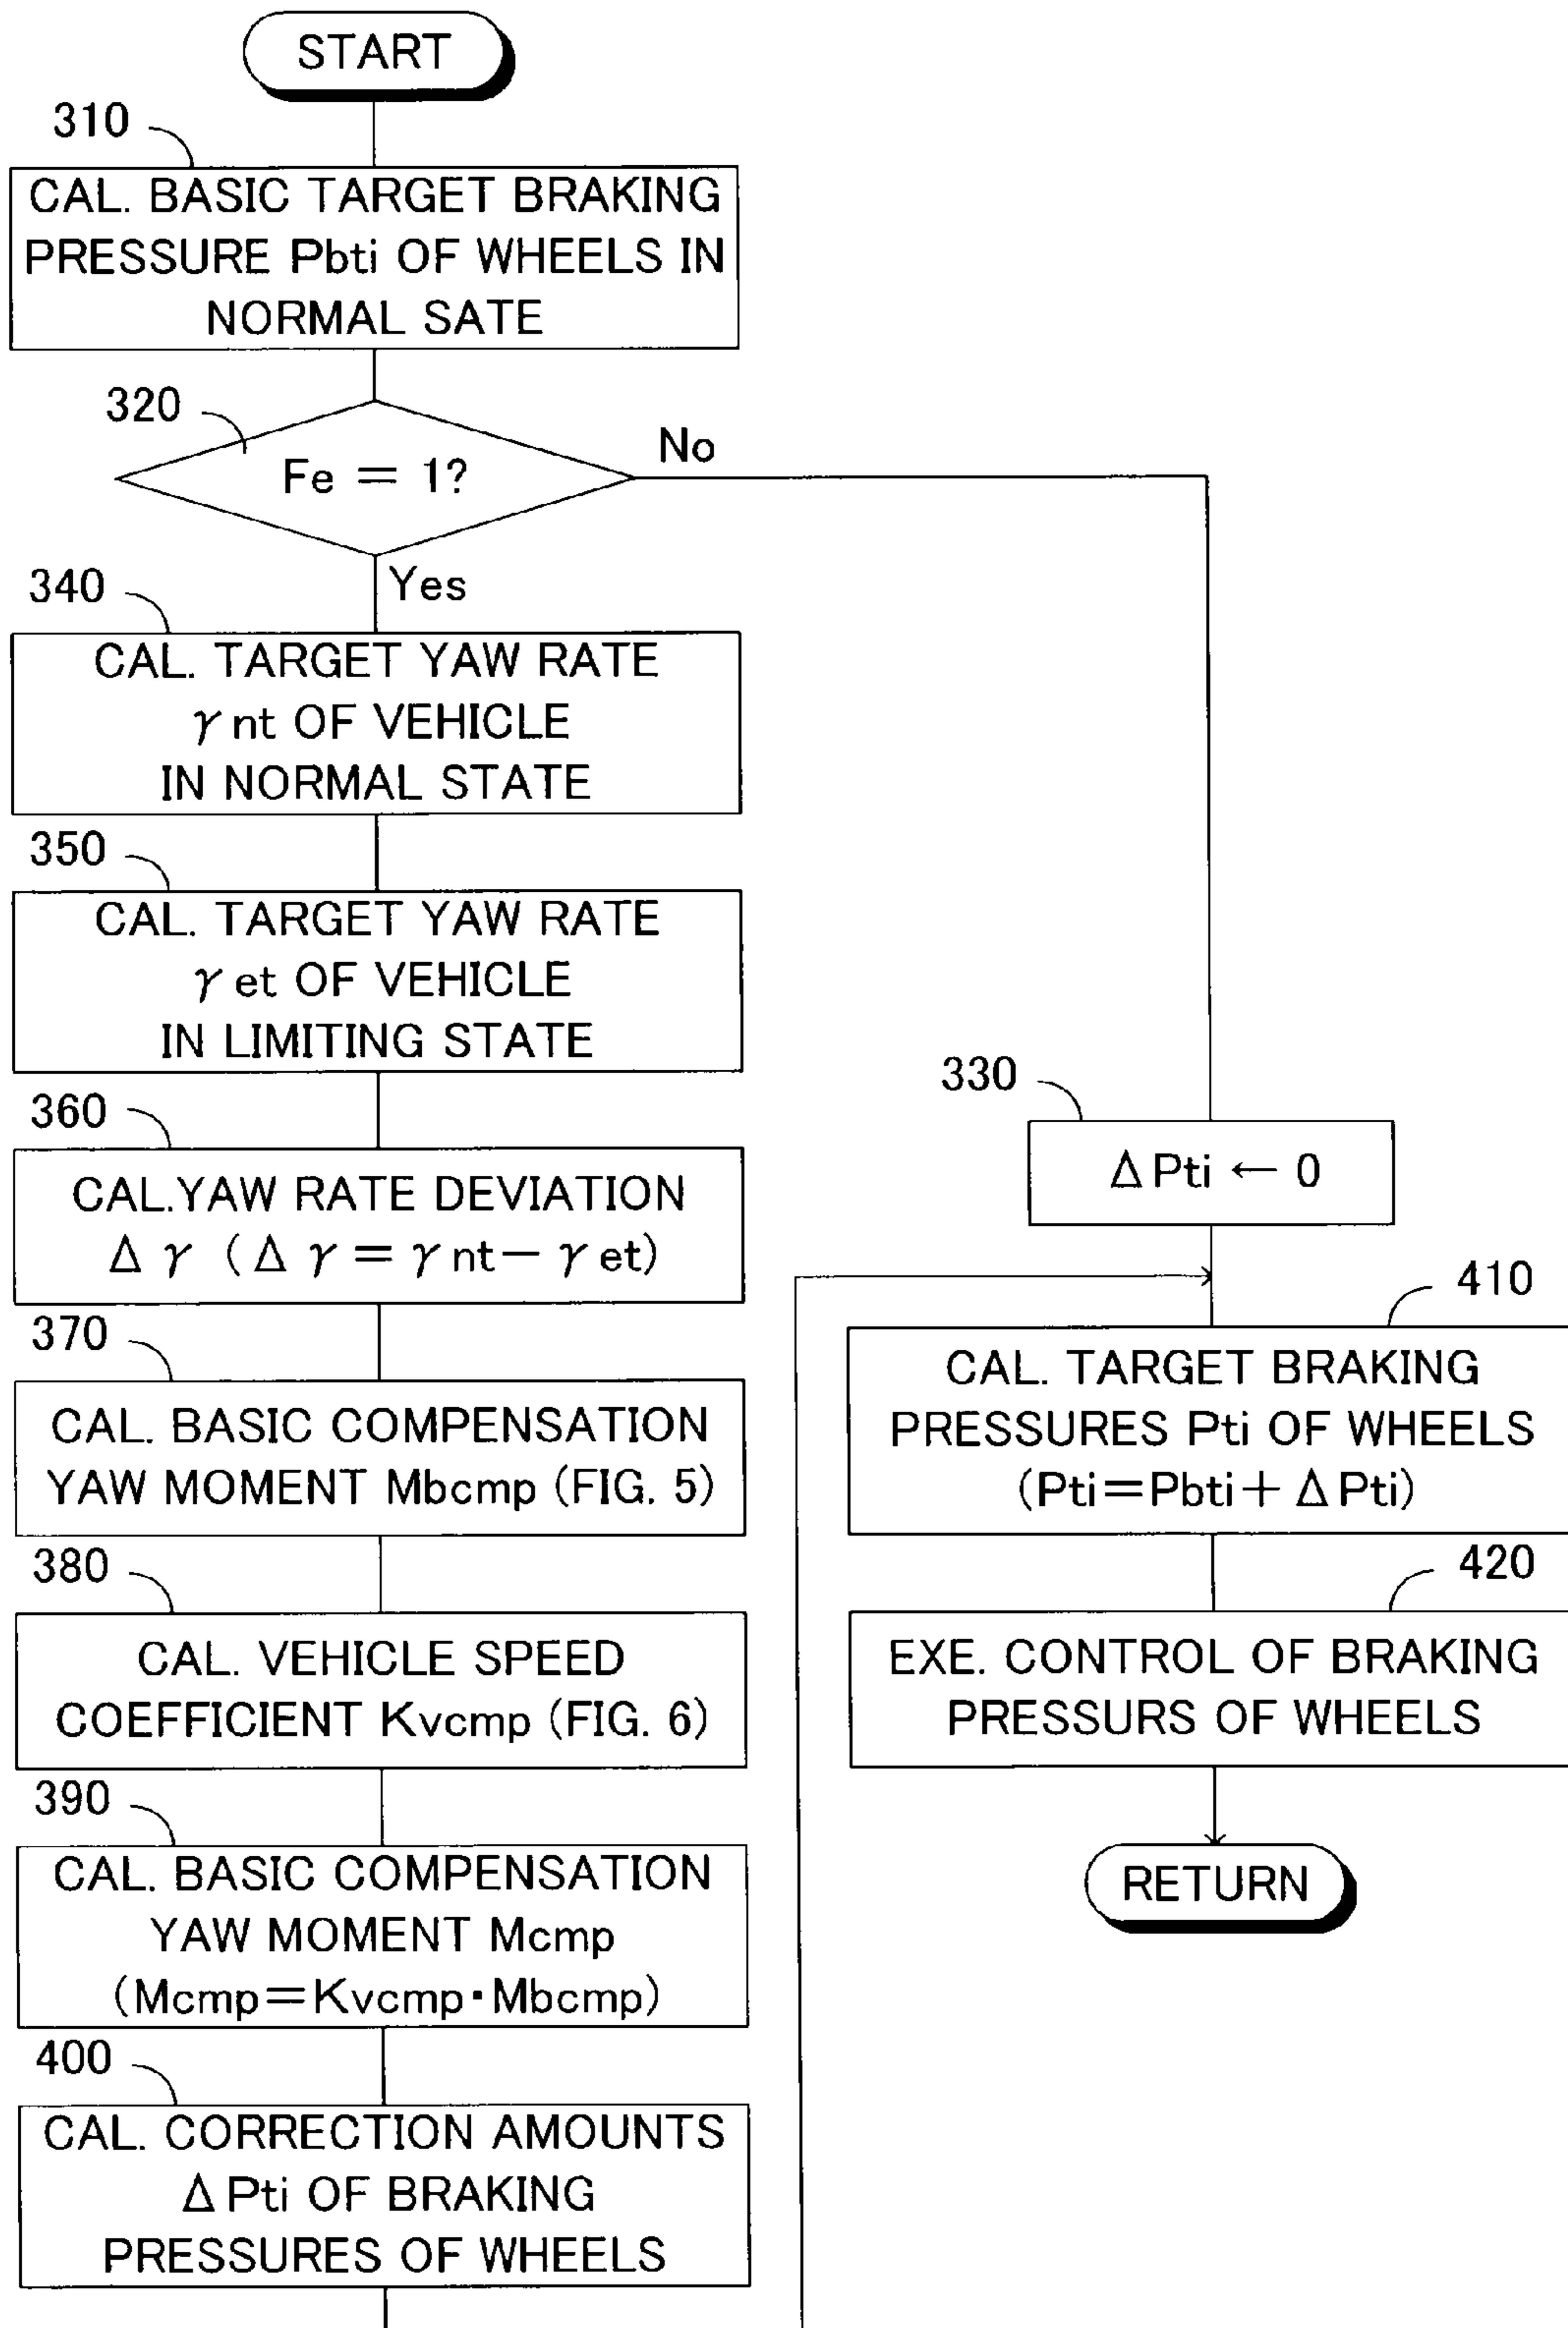 START
310
CAL. BASIC TARGET BRAKING
PRESSURE Pbti OF WHEELS IN
NORMAL SATE
320
Fe = 1?
No
Yes
340
CAL. TARGET YAW RATE
γnt OF VEHICLE
IN NORMAL STATE
350
CAL. TARGET YAW RATE
γet OF VEHICLE
IN LIMITING STATE
360
CAL.YAW RATE DEVIATION
Δγ (Δγ=γnt-γet)
370
CAL. BASIC COMPENSATION
YAW MOMENT Mbcmp (FIG. 5)
380
CAL. VEHICLE SPEED
COEFFICIENT Kvcmp (FIG. 6)
390
CAL. BASIC COMPENSATION
YAW MOMENT Mcmp
(Mcmp=Kvcmp·Mbcmp)
400
CAL. CORRECTION AMOUNTS
ΔPti OF BRAKING
PRESSURES OF WHEELS
330
ΔPti ← 0
410
CAL. TARGET BRAKING
PRESSURES Pti OF WHEELS
(Pti=Pbti+ΔPti)
420
EXE. CONTROL OF BRAKING
PRESSURS OF WHEELS
RETURN